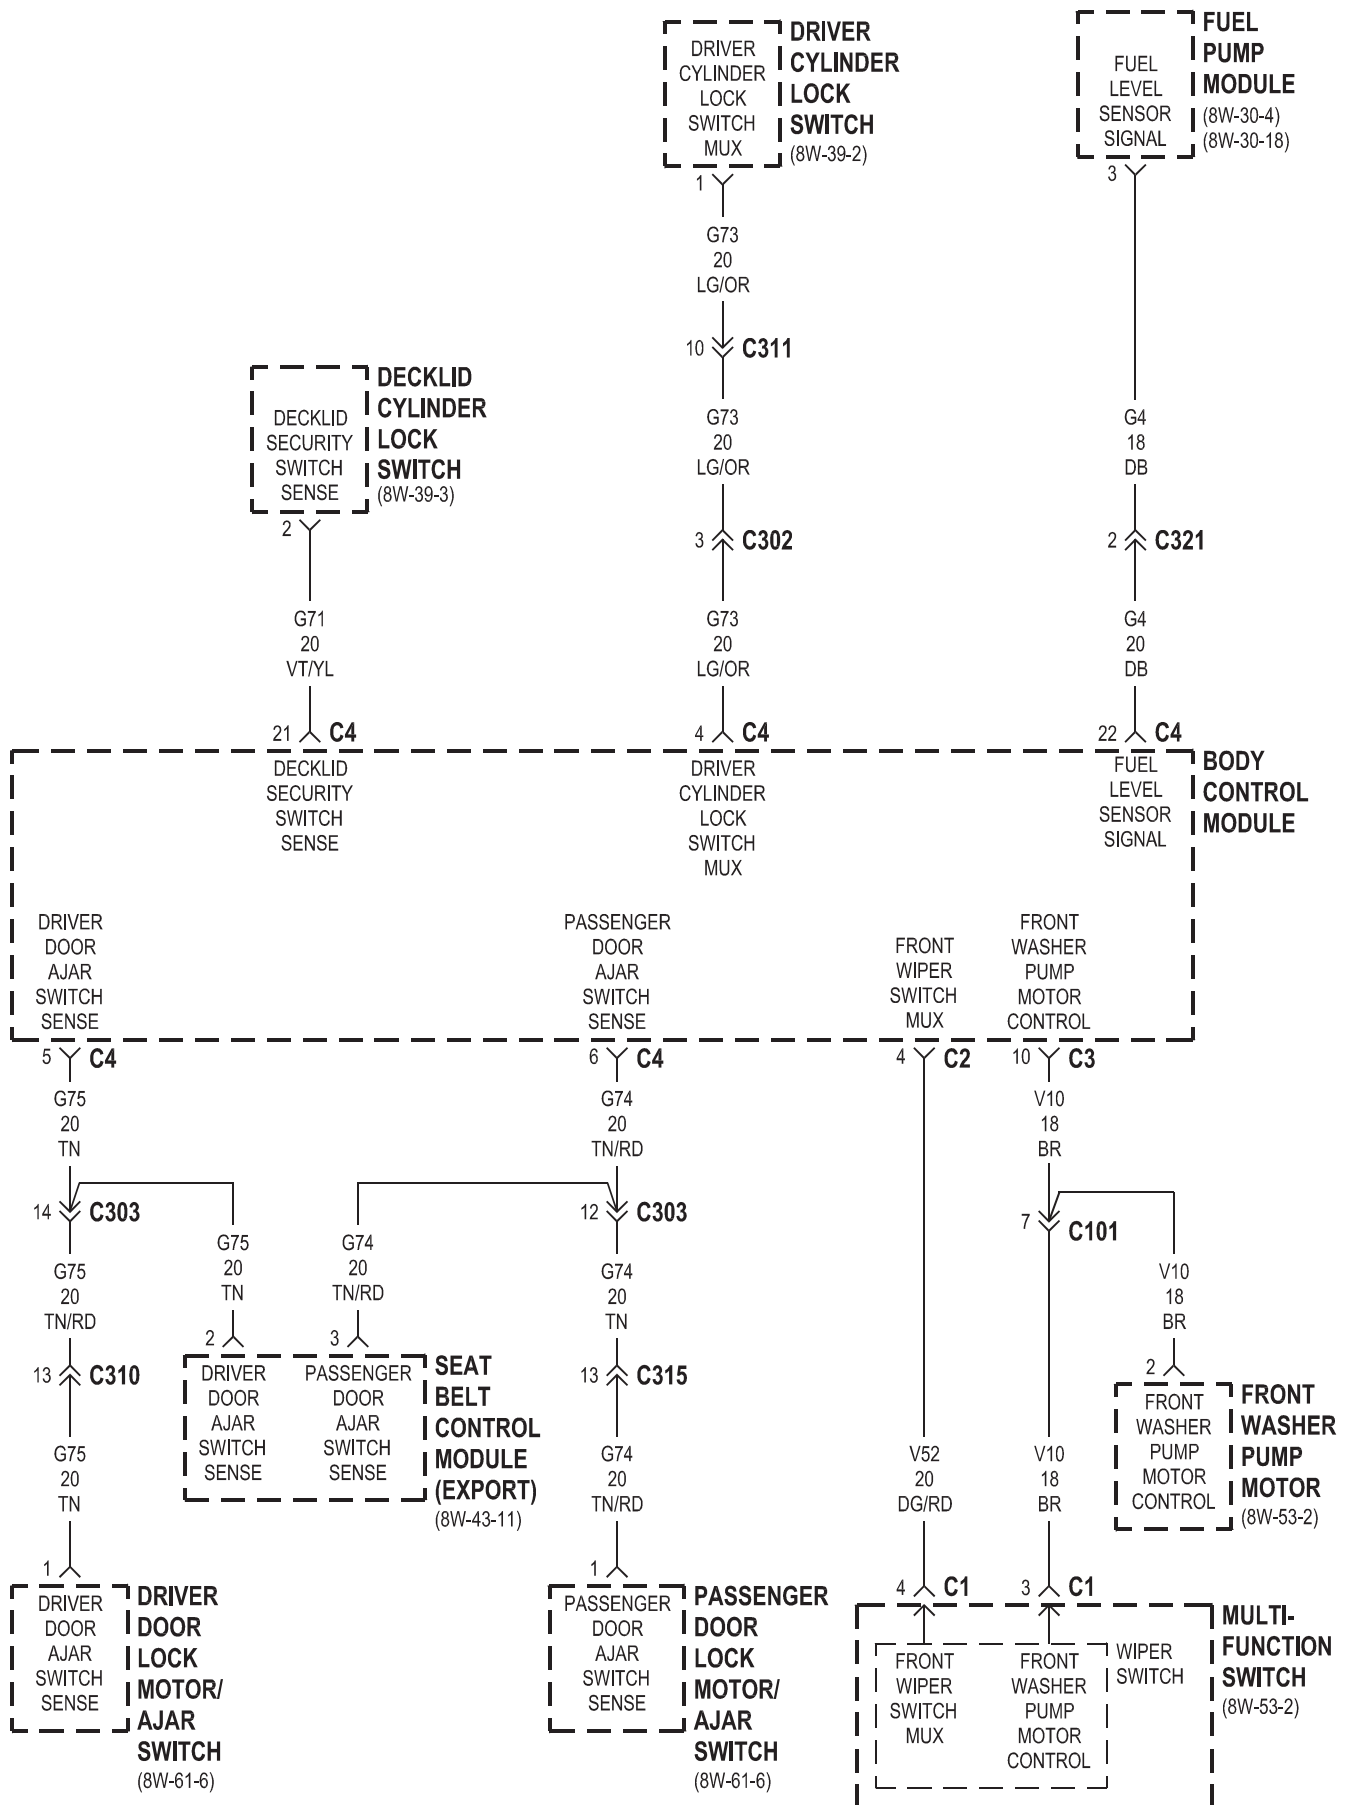 DRIVER
CYLINDER
LOCK
SWITCH
MUX
DRIVER
CYLINDER
LOCK
SWITCH
(8W-39-2)
FUEL
LEVEL
SENSOR
SIGNAL
FUEL
PUMP
MODULE
(8W-30-4)
(8W-30-18)
1
G73
20
LG/OR
10 C311
G73
20
LG/OR
3 C302
G73
20
LG/OR
4 C4
3
G4
18
DB
2 C321
G4
20
DB
22 C4
DECKLID
SECURITY
SWITCH
SENSE
DECKLID
CYLINDER
LOCK
SWITCH
(8W-39-3)
2
G71
20
VT/YL
21 C4
DECKLID
SECURITY
SWITCH
SENSE
DRIVER
CYLINDER
LOCK
SWITCH
MUX
FUEL
LEVEL
SENSOR
SIGNAL
BODY
CONTROL
MODULE
DRIVER
DOOR
AJAR
SWITCH
SENSE
PASSENGER
DOOR
AJAR
SWITCH
SENSE
FRONT
WIPER
SWITCH
MUX
FRONT
WASHER
PUMP
MOTOR
CONTROL
5 C4
G75
20
TN
14 C303
G75
20
TN/RD
13 C310
G75
20
TN
1
G75
20
TN
2
G74
20
TN/RD
3
DRIVER
DOOR
AJAR
SWITCH
SENSE
PASSENGER
DOOR
AJAR
SWITCH
SENSE
SEAT
BELT
CONTROL
MODULE
(EXPORT)
(8W-43-11)
6 C4
G74
20
TN/RD
12 C303
G74
20
TN
13 C315
G74
20
TN/RD
1
4 C2
V52
20
DG/RD
4 C1
10 C3
V10
18
BR
7 C101
V10
18
BR
3 C1
V10
18
BR
2
FRONT
WASHER
PUMP
MOTOR
CONTROL
FRONT
WASHER
PUMP
MOTOR
(8W-53-2)
DRIVER
DOOR
AJAR
SWITCH
SENSE
DRIVER
DOOR
LOCK
MOTOR/
AJAR
SWITCH
(8W-61-6)
PASSENGER
DOOR
AJAR
SWITCH
SENSE
PASSENGER
DOOR
LOCK
MOTOR/
AJAR
SWITCH
(8W-61-6)
FRONT
WIPER
SWITCH
MUX
FRONT
WASHER
PUMP
MOTOR
CONTROL
WIPER
SWITCH
MULTI-
FUNCTION
SWITCH
(8W-53-2)